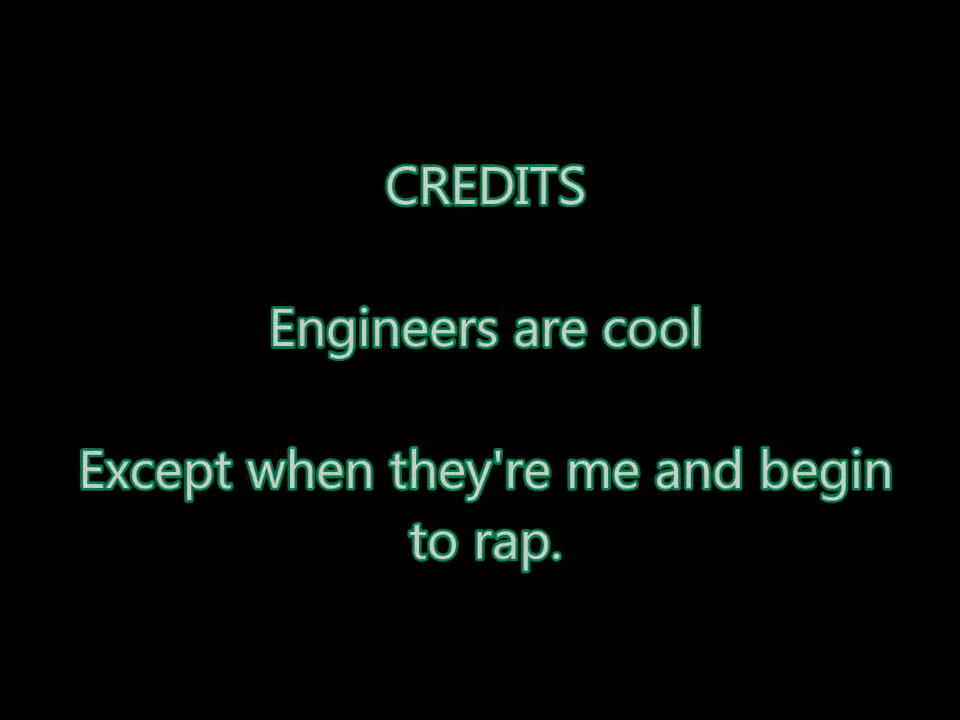 CREDITS
Engineers are cool
Except when they're me and begin
to rap.